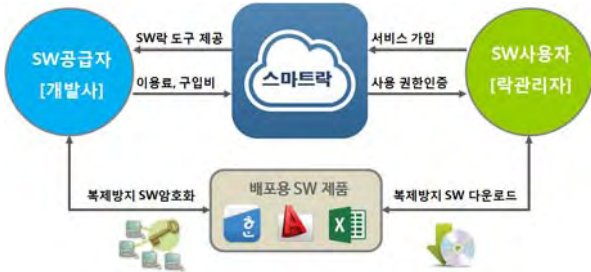 SW락 도구 제공
서비스 가입
SW공급자
[개발사]
스마트락
SW사용자
[락관리자]
이용료, 구입비
사용 권한인증
배포용 SW 제품
복제방지 SW암호화
복제방지 SW 다운로드
한
A
X